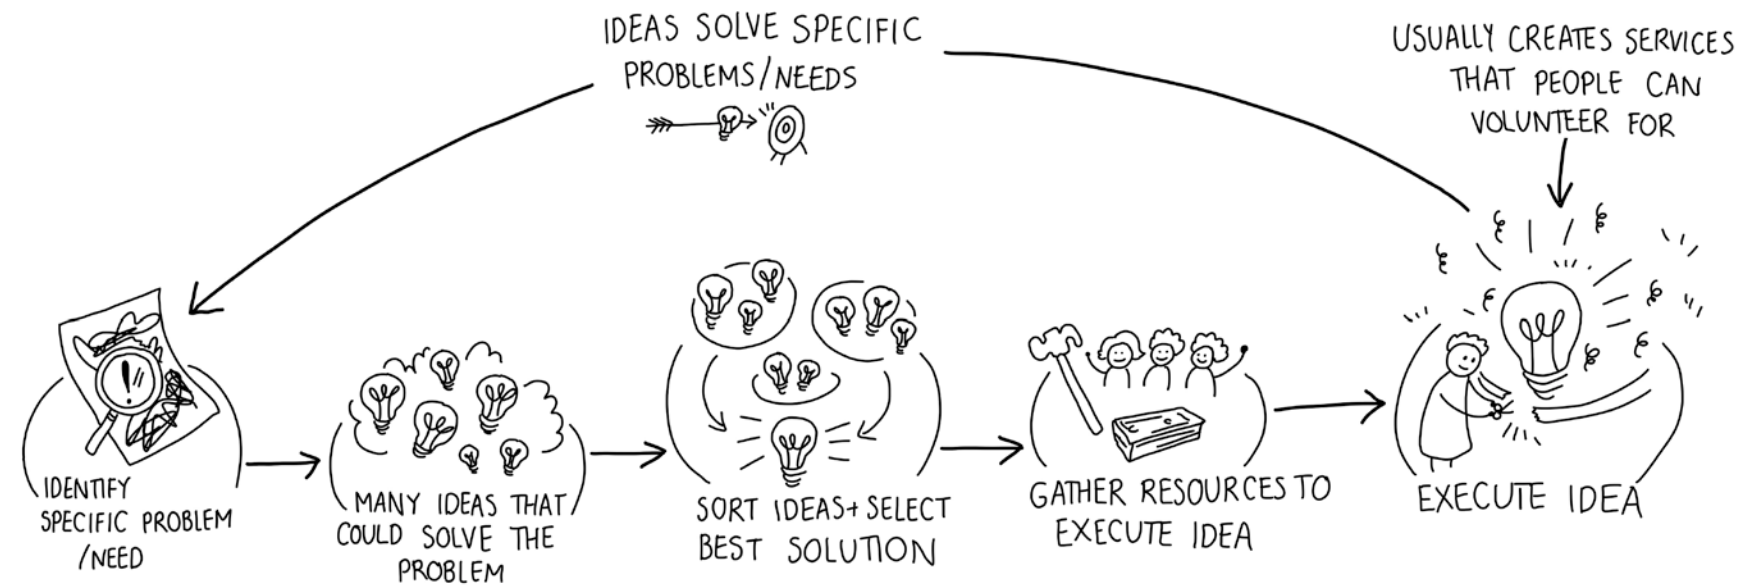 IDEAS SOLVE SPECIFIC
PROBLEMS/NEEDS
USUALLY CREATES SERVICES
THAT PEOPLE CAN
VOLUNTEER FOR
IDENTIFY
SPECIFIC PROBLEM
/NEED
MANY IDEAS THAT
COULD SOLVE THE
PROBLEM
SORT IDEAS + SELECT
BEST SOLUTION
GATHER RESOURCES TO
EXECUTE IDEA
EXECUTE IDEA